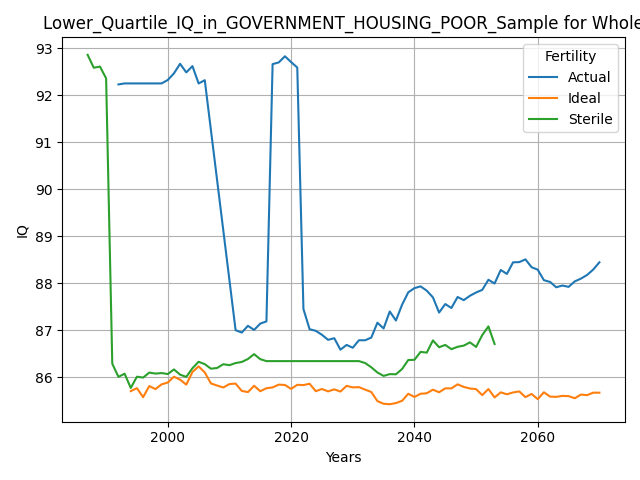 Lower_Quartile_IQ_in_GOVERNMENT_HOUSING_POOR_Sample for Whole
Fertility
Actual
Ideal
Sterile
93
92
91
90
89
88
87
86
IQ
2000 2020 2040 2060
Years